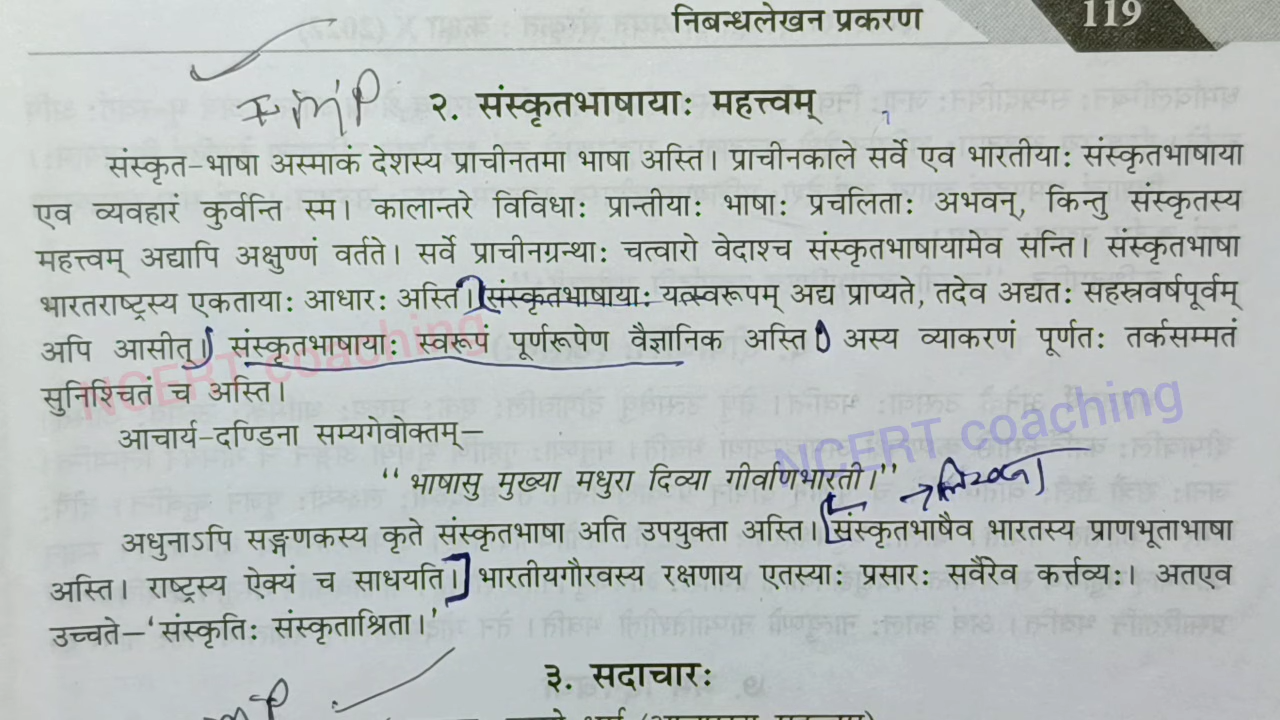 निबन्धलेखन प्रकरण
119
IMP
२. संस्कृतभाषायाः महत्त्वम्
संस्कृत-भाषा अस्माकं देशस्य प्राचीनतमा भाषा अस्ति। प्राचीनकाले सर्वे एव भारतीयाः संस्कृतभाषाया
एव व्यवहारं कुर्वन्ति स्म। कालान्तरे विविधाः प्रान्तीयाः भाषाः प्रचलिताः अभवन्, किन्तु संस्कृतस्य
महत्त्वम् अद्यापि अक्षुण्णं वर्तते। सर्वे प्राचीनग्रन्थाः चत्वारो वेदाश्च संस्कृतभाषायामेव सन्ति। संस्कृतभाषा
भारतराष्ट्रस्य एकतायाः आधारः अस्ति। संस्कृतभाषायाः यत्स्वरूपम् अद्य प्राप्यते, तदेव अद्यतः सहस्रवर्षपूर्वम्
अपि आसीत्। संस्कृतभाषायाः स्वरूपं पूर्णरूपेण वैज्ञानिक अस्ति। अस्य व्याकरणं पूर्णतः तर्कसम्मतं
सुनिश्चितं च अस्ति।
आचार्य-दण्डिना सम्यगेवोक्तम्–
“भाषासु मुख्या मधुरा दिव्या गीर्वाणभारती।”
अधुनाऽपि सङ्गणकस्य कृते संस्कृतभाषा अति उपयुक्ता अस्ति। संस्कृतभाषैव भारतस्य प्राणभूताभाषा
अस्ति। राष्ट्रस्य ऐक्यं च साधयति। भारतीयगौरवस्य रक्षणाय एतस्याः प्रसारः सर्वैरेव कर्त्तव्यः। अतएव
उच्यते–‘संस्कृतिः संस्कृताश्रिता।’
३. सदाचारः
NCERT coaching
NCERT coaching